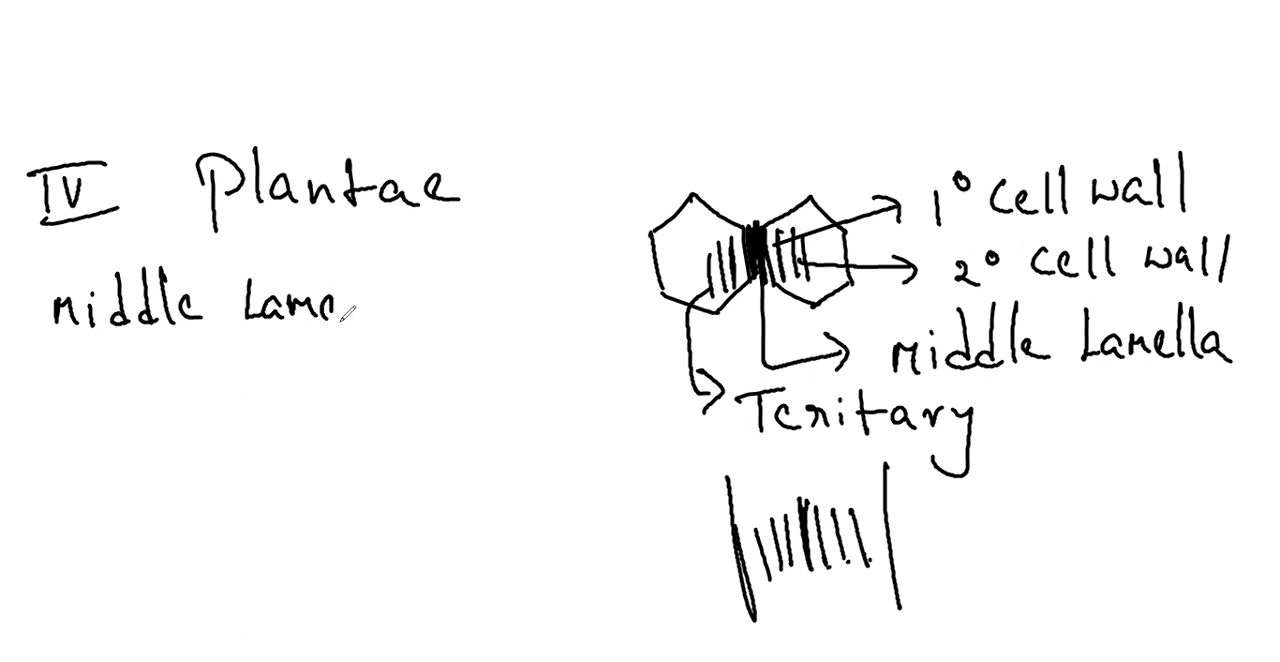 IV Plantae
Middle Lame
1° cell wall
2° cell wall
Middle Lamella
Teritary